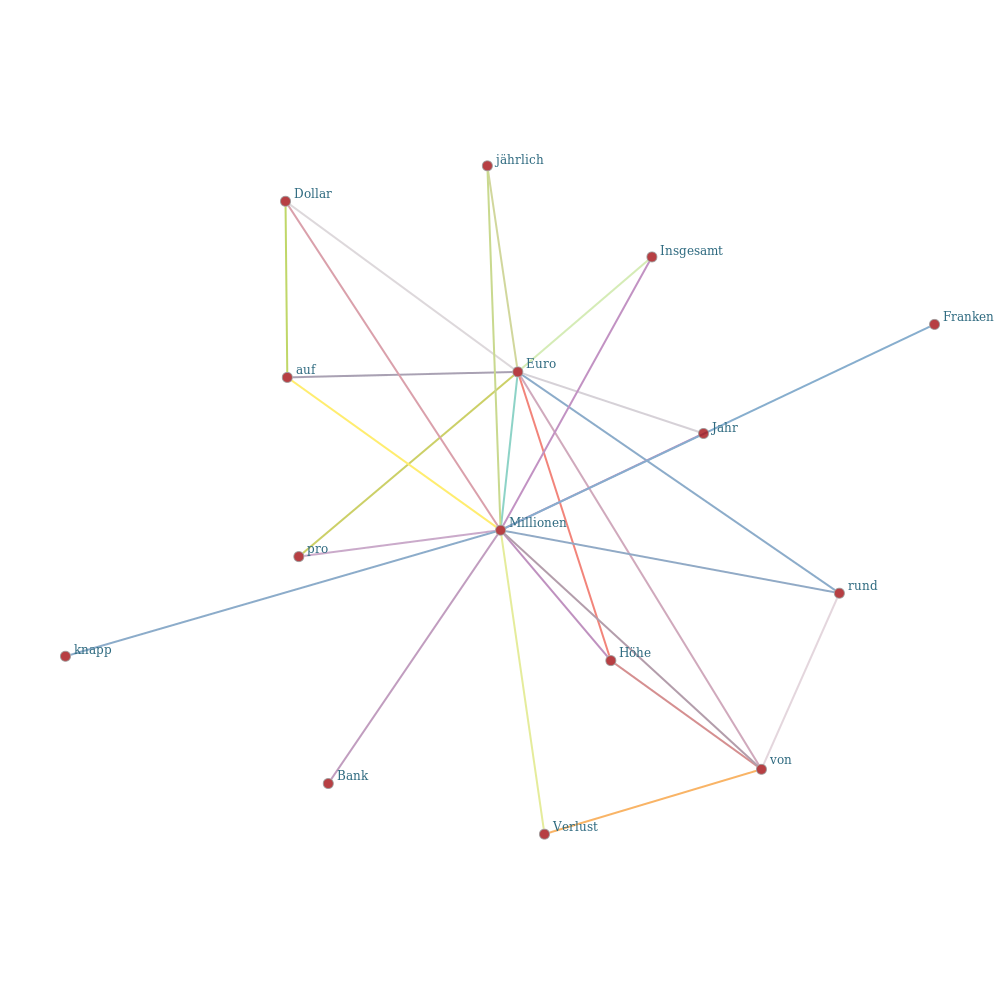 jährlich
Dollar
Insgesamt
Franken
Euro
auf
Jahr
Millionen
pro
rund
knapp
Höhe
von
Bank
Verlust